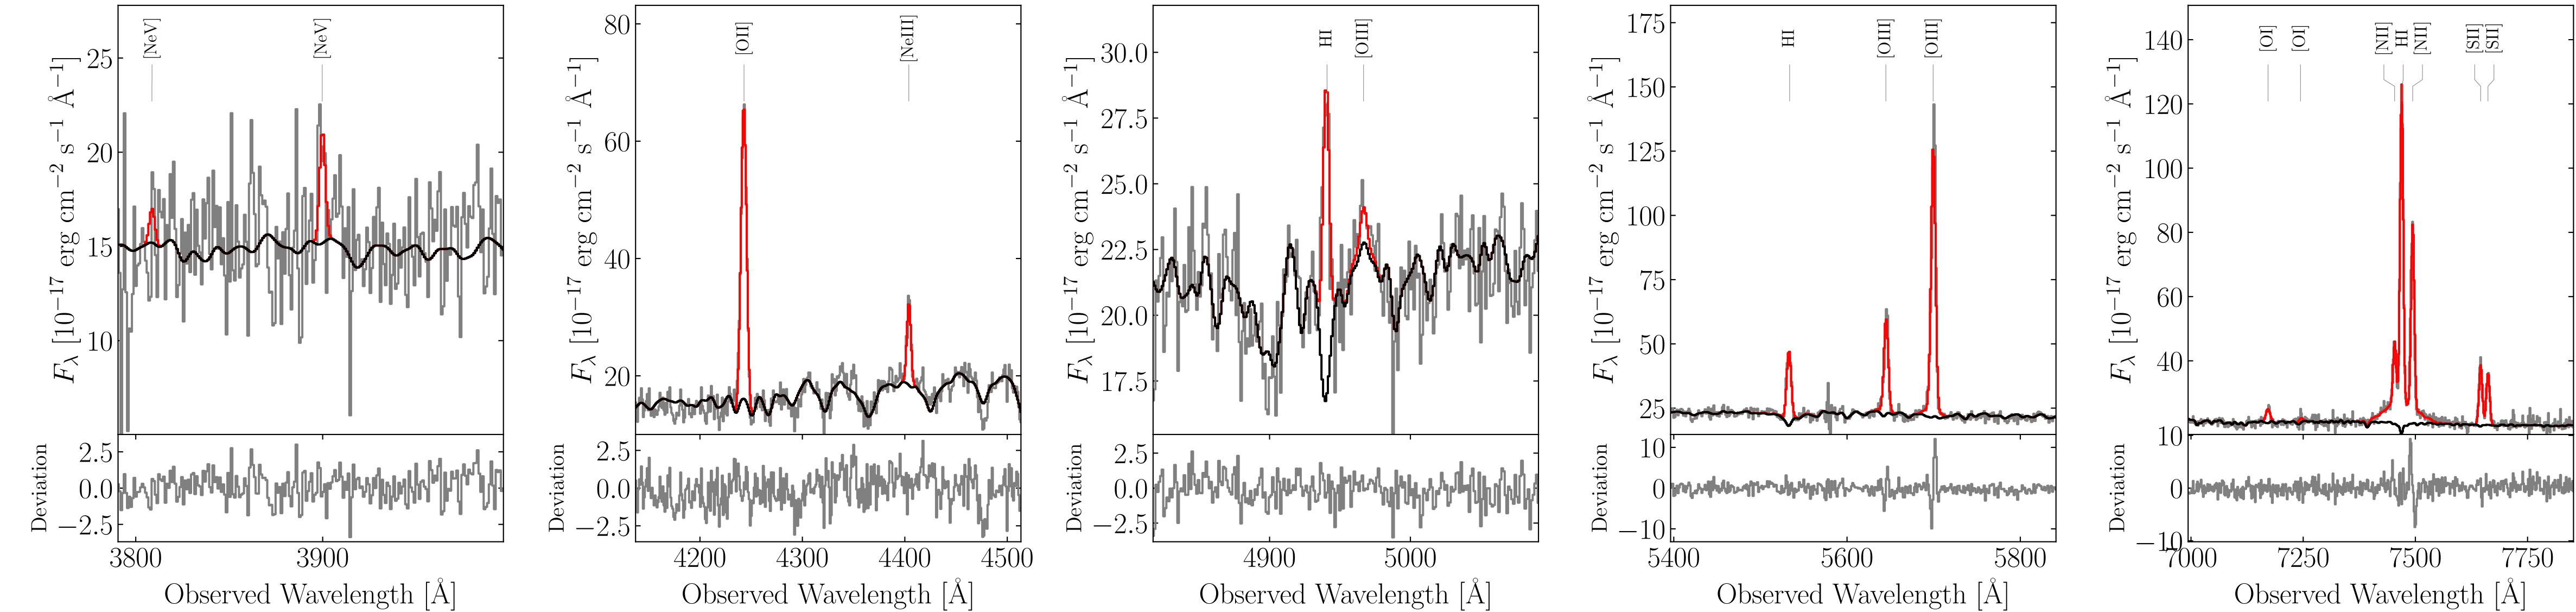 [NeV] [NeV]
25
20
15
10
F_λ [10⁻¹⁷ erg cm⁻² s⁻¹ Å⁻¹]
2.5
0.0
−2.5
Deviation
3800 3900
Observed Wavelength [Å]
[OII] [NeIII]
80
60
40
20
F_λ [10⁻¹⁷ erg cm⁻² s⁻¹ Å⁻¹]
2.5
0.0
−2.5
Deviation
4200 4300 4400 4500
Observed Wavelength [Å]
HI [OIII]
30.0
27.5
25.0
22.5
20.0
17.5
F_λ [10⁻¹⁷ erg cm⁻² s⁻¹ Å⁻¹]
2.5
0.0
−2.5
Deviation
4900 5000
Observed Wavelength [Å]
HI [OIII] [OIII]
175
150
125
100
75
50
25
F_λ [10⁻¹⁷ erg cm⁻² s⁻¹ Å⁻¹]
10
0
−10
Deviation
5400 5600 5800
Observed Wavelength [Å]
[OI] [OI] [NII] HI [NII] [SII] [SII]
140
120
100
80
60
40
F_λ [10⁻¹⁷ erg cm⁻² s⁻¹ Å⁻¹]
10
0
−10
Deviation
7000 7250 7500 7750
Observed Wavelength [Å]